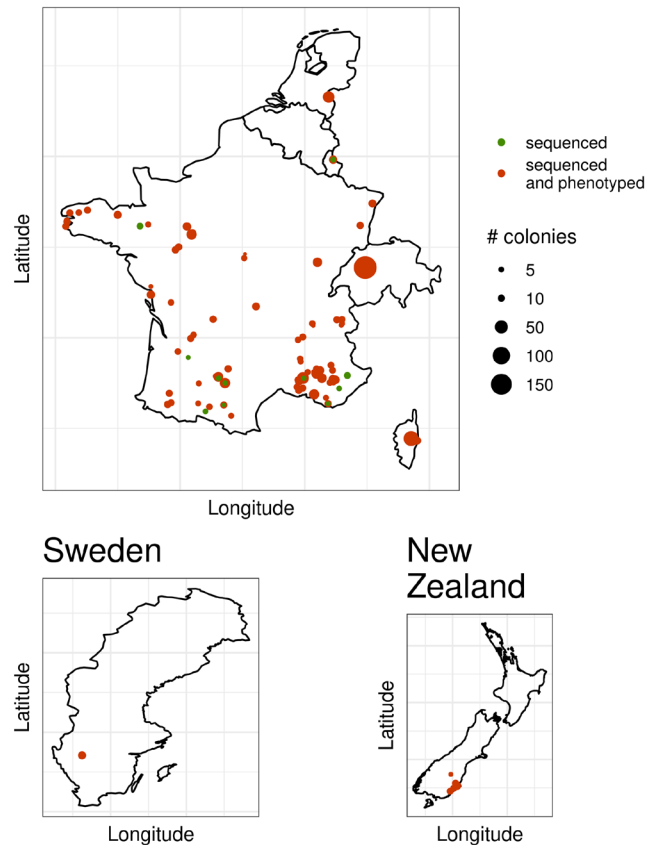 Latitude
Longitude
sequenced
sequenced
and phenotyped
# colonies
5
10
50
100
150
Sweden
Latitude
Longitude
New
Zealand
Latitude
Longitude